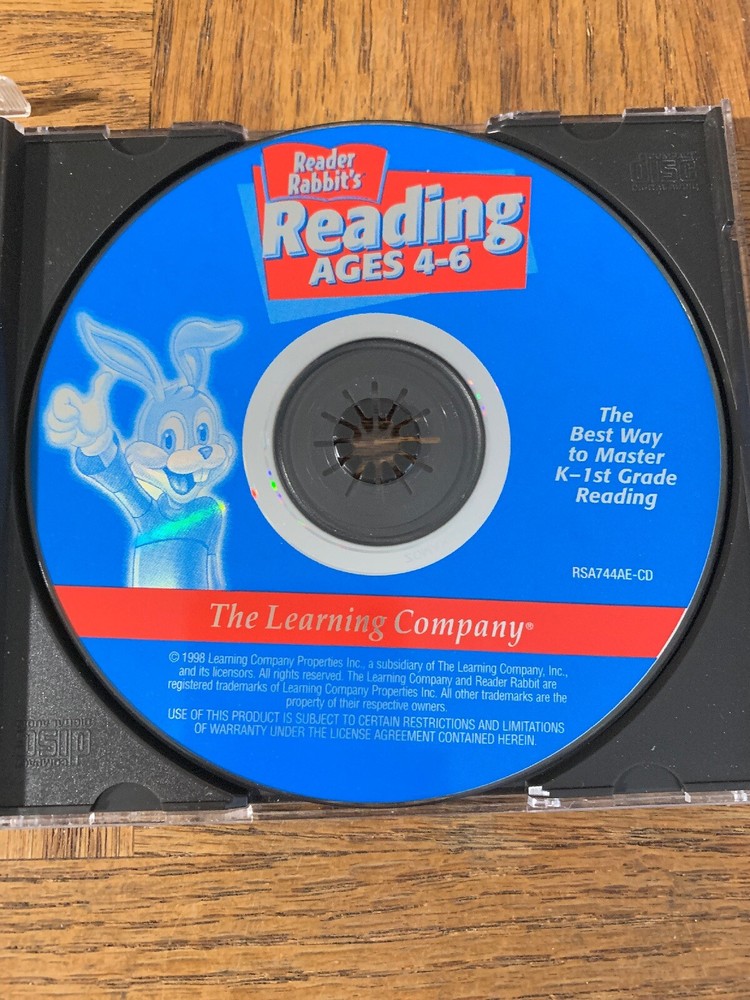 Reader
Rabbit's
Reading
AGES 4-6
The
Best Way
to Master
K–1st Grade
Reading
RSA744AE-CD
The Learning Company®
© 1998 Learning Company Properties Inc., a subsidiary of The Learning Company, Inc.,
and its licensors. All rights reserved. The Learning Company and Reader Rabbit are
registered trademarks of Learning Company Properties Inc. All other trademarks are the
property of their respective owners.
USE OF THIS PRODUCT IS SUBJECT TO CERTAIN RESTRICTIONS AND LIMITATIONS
OF WARRANTY UNDER THE LICENSE AGREEMENT CONTAINED HEREIN.